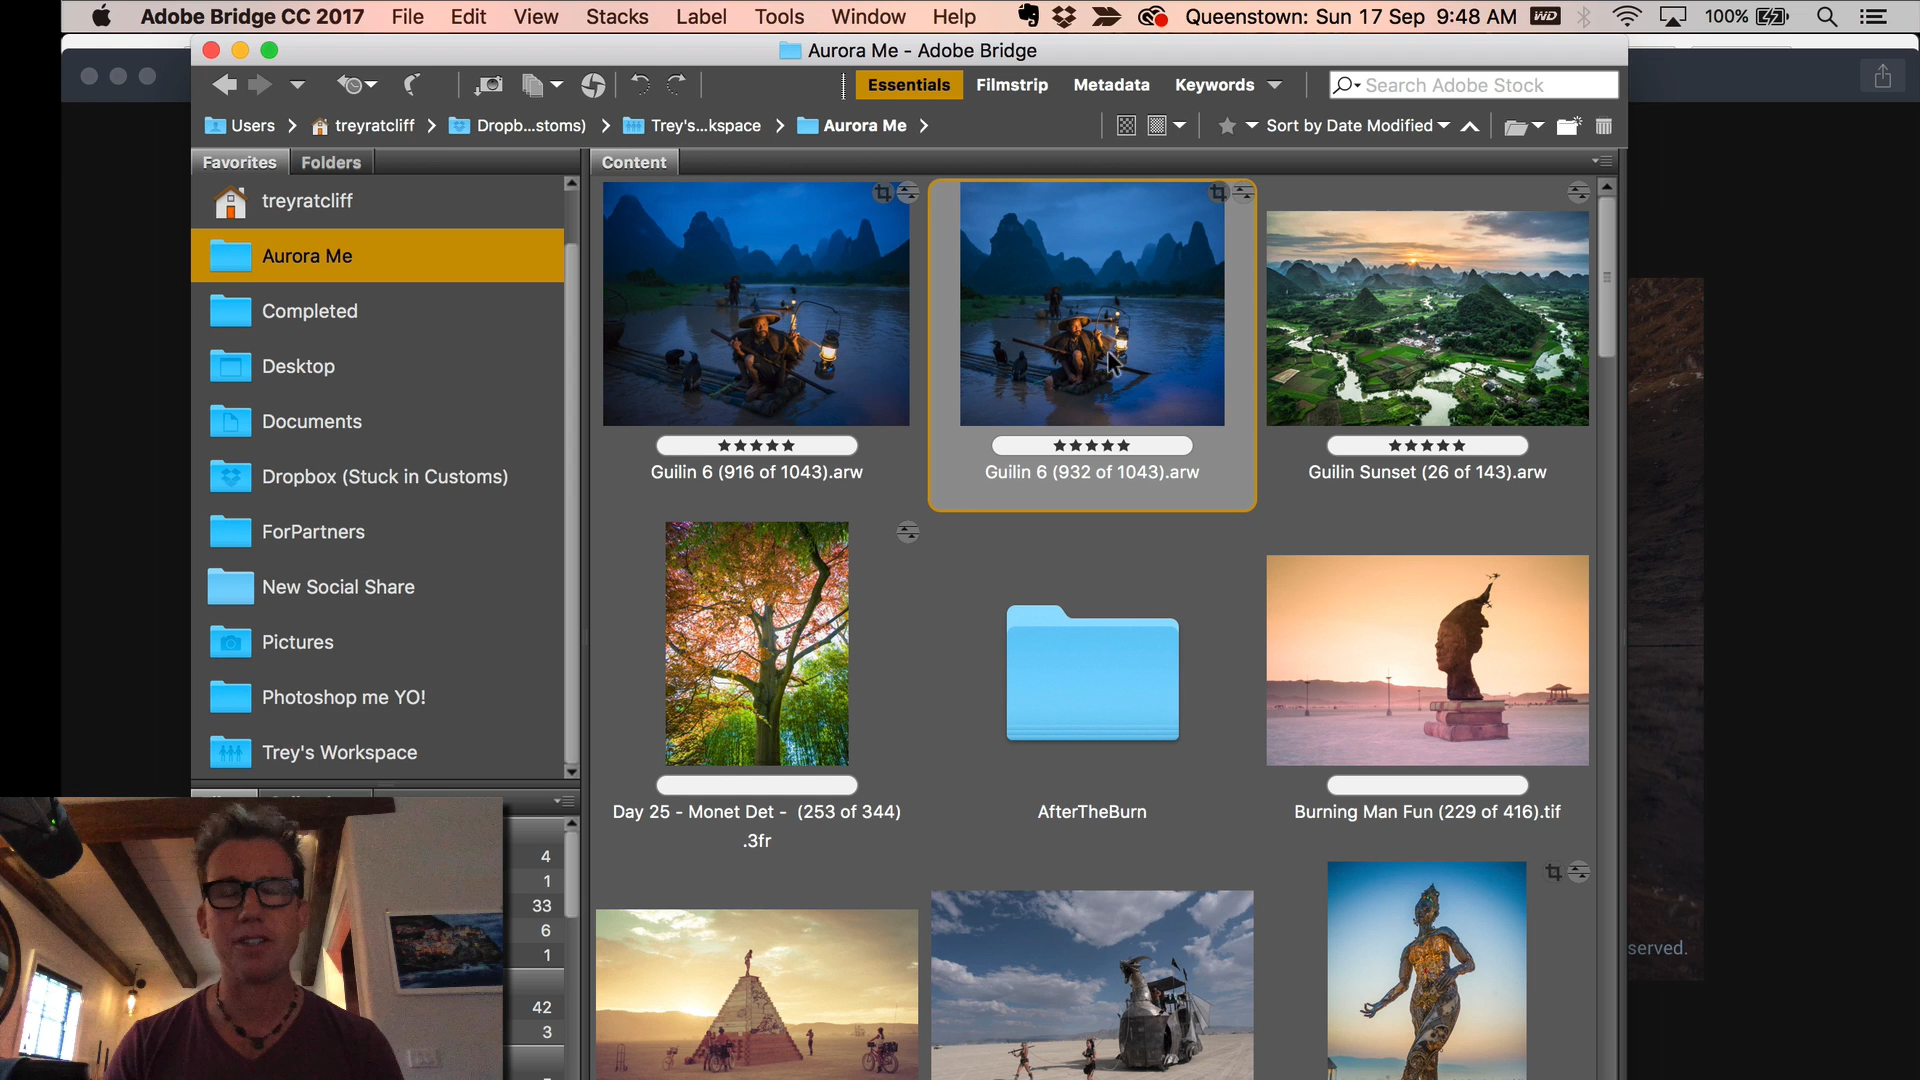 Adobe Bridge CC 2017 File Edit View Stacks Label Tools Window Help Queenstown: Sun 17 Sep 9:48 AM WD 100%
Aurora Me - Adobe Bridge
Essentials Filmstrip Metadata Keywords Search Adobe Stock
Users treyratcliff Dropb...stoms) Trey's...kspace Aurora Me Sort by Date Modified
Favorites Folders Content
treyratcliff
Aurora Me
Completed
Desktop
Documents
Dropbox (Stuck in Customs)
ForPartners
New Social Share
Pictures
Photoshop me YO!
Trey's Workspace
Guilin 6 (916 of 1043).arw
Guilin 6 (932 of 1043).arw
Guilin Sunset (26 of 143).arw
Day 25 - Monet Det - (253 of 344)
.3fr
AfterTheBurn
Burning Man Fun (229 of 416).tif
4
1
33
6
1
42
3
served.